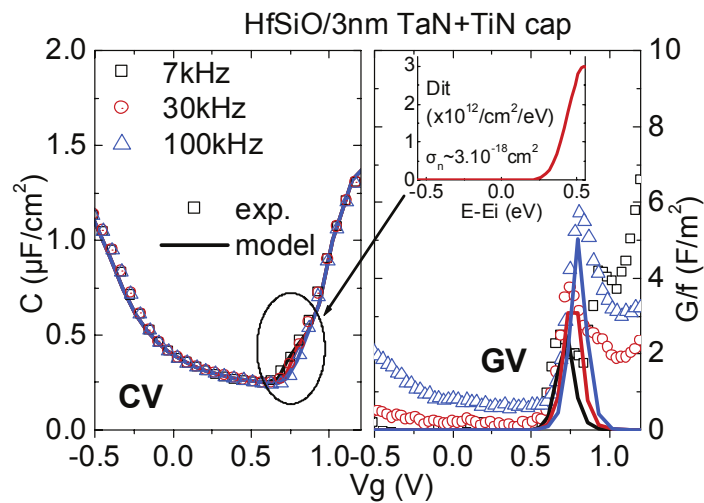 HfSiO/3nm TaN+TiN cap
2.0
1.5
1.0
0.5
0.0
C (µF/cm²)
7kHz
30kHz
100kHz
exp.
model
CV
-0.5 0.0 0.5 1.0
3
2
1
0
Dit
(x10¹²/cm²/eV)
σₙ~3.10⁻¹⁸cm²
-0.5 0.0 0.5
E-Ei (eV)
GV
10
8
6
4
2
0
G/f (F/m²)
-0.5 0.0 0.5 1.0
Vg (V)